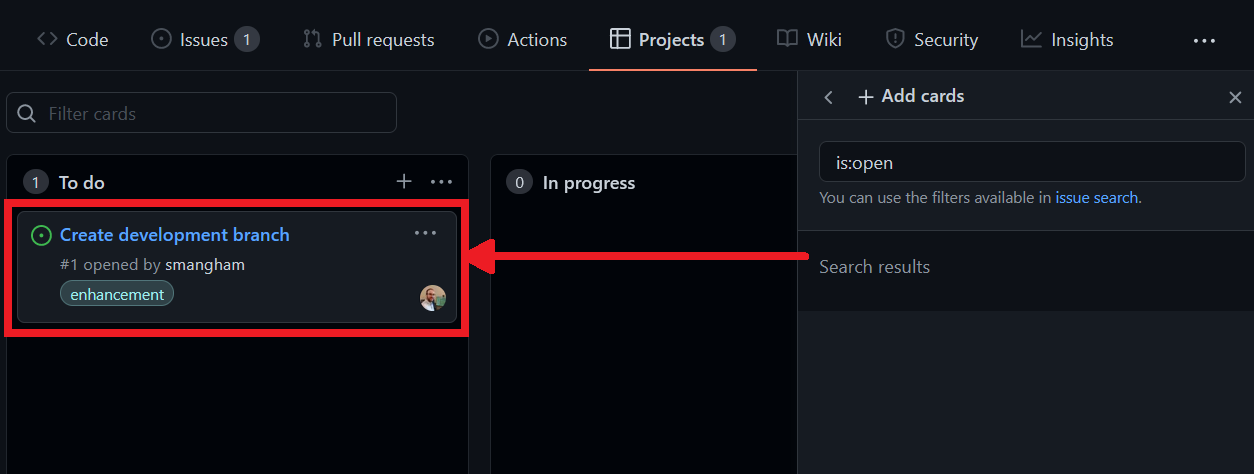 Code Issues 1 Pull requests Actions Projects 1 Wiki Security Insights
Filter cards
1 To do
Create development branch
#1 opened by smangham
enhancement
0 In progress
Add cards
is:open
You can use the filters available in issue search.
Search results